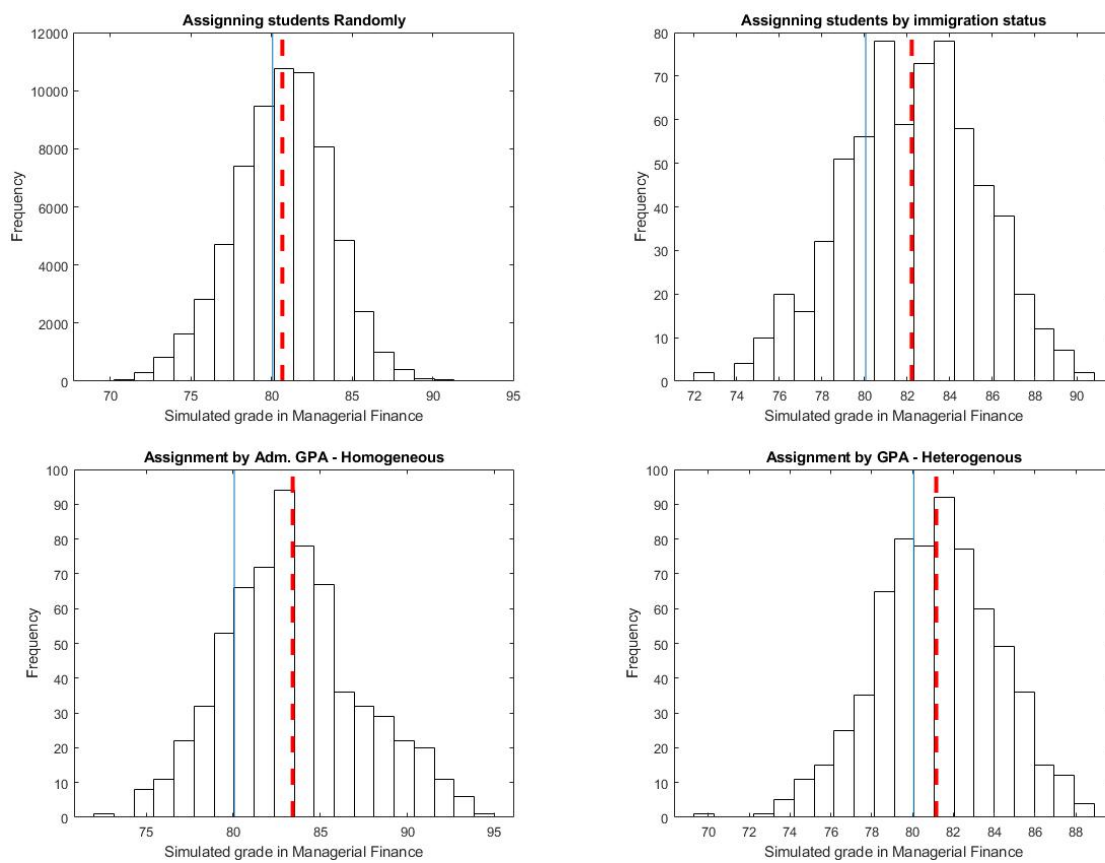 Assignning students Randomly
12000
10000
8000
6000
4000
2000
0
Frequency
70 75 80 85 90 95
Simulated grade in Managerial Finance
Assignning students by immigration status
80
70
60
50
40
30
20
10
0
Frequency
72 74 76 78 80 82 84 86 88 90
Simulated grade in Managerial Finance
Assignment by Adm. GPA - Homogeneous
100
90
80
70
60
50
40
30
20
10
0
Frequency
75 80 85 90 95
Simulated grade in Managerial Finance
Assignment by GPA - Heterogenous
100
90
80
70
60
50
40
30
20
10
0
Frequency
70 72 74 76 78 80 82 84 86 88
Simulated grade in Managerial Finance